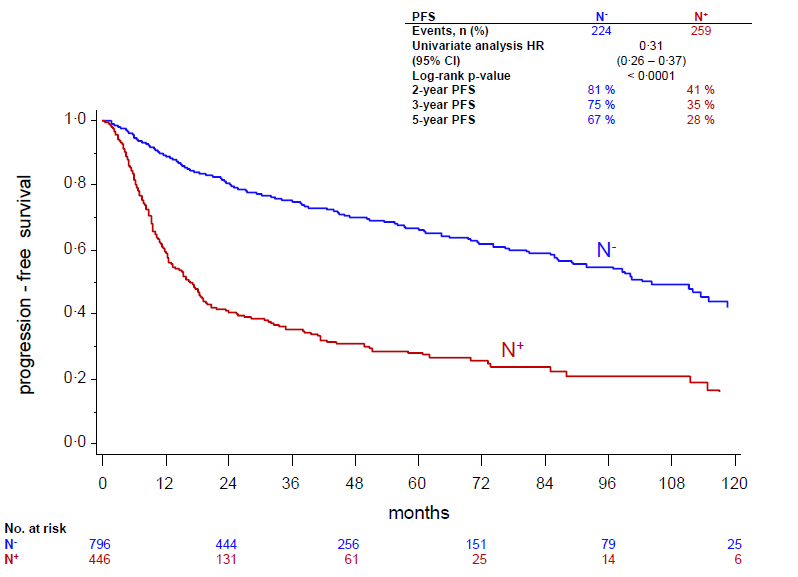 PFS N- N+
Events, n (%) 224 259
Univariate analysis HR 0·31
(95% CI) (0·26 – 0·37)
Log-rank p-value < 0·0001
2-year PFS 81 % 41 %
3-year PFS 75 % 35 %
5-year PFS 67 % 28 %
1·0
0·8
0·6
0·4
0·2
0·0
progression - free survival
N-
N+
0 12 24 36 48 60 72 84 96 108 120
months
No. at risk
N- 796 444 256 151 79 25
N+ 446 131 61 25 14 6